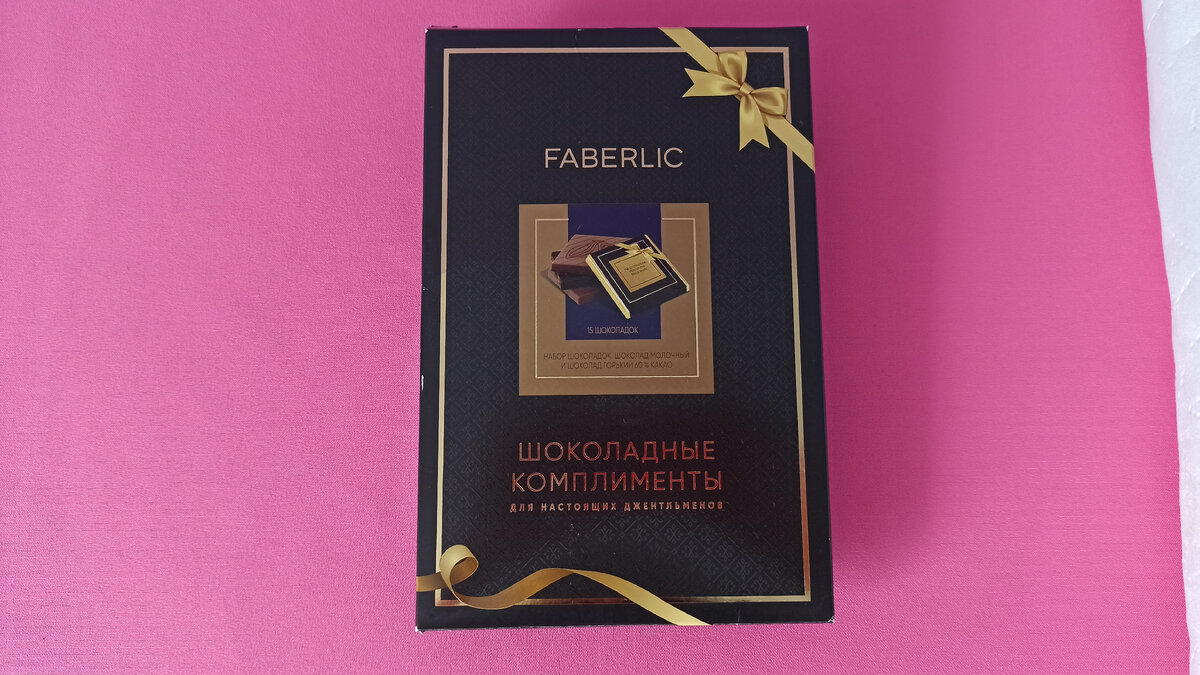 FABERLIC
15 ШОКОЛАДОК
НАБОР ШОКОЛАДОК: ШОКОЛАД МОЛОЧНЫЙ
И ШОКОЛАД ГОРЬКИЙ 60 % КАКАО
ШОКОЛАДНЫЕ
КОМПЛИМЕНТЫ
ДЛЯ НАСТОЯЩИХ ДЖЕНТЛЬМЕНОВ